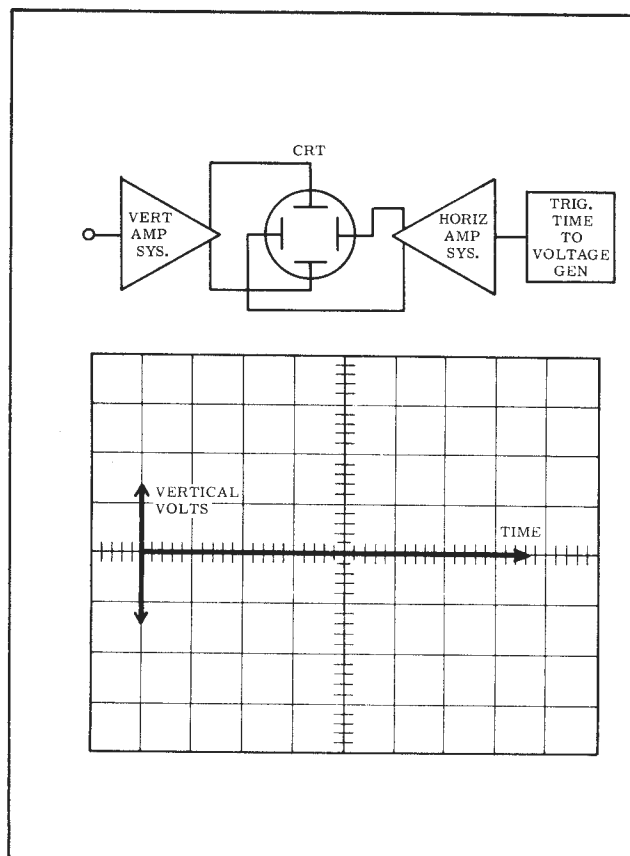 CRT
VERT
AMP
SYS.
HORIZ
AMP
SYS.
TRIG.
TIME
TO
VOLTAGE
GEN
VERTICAL
VOLTS
TIME